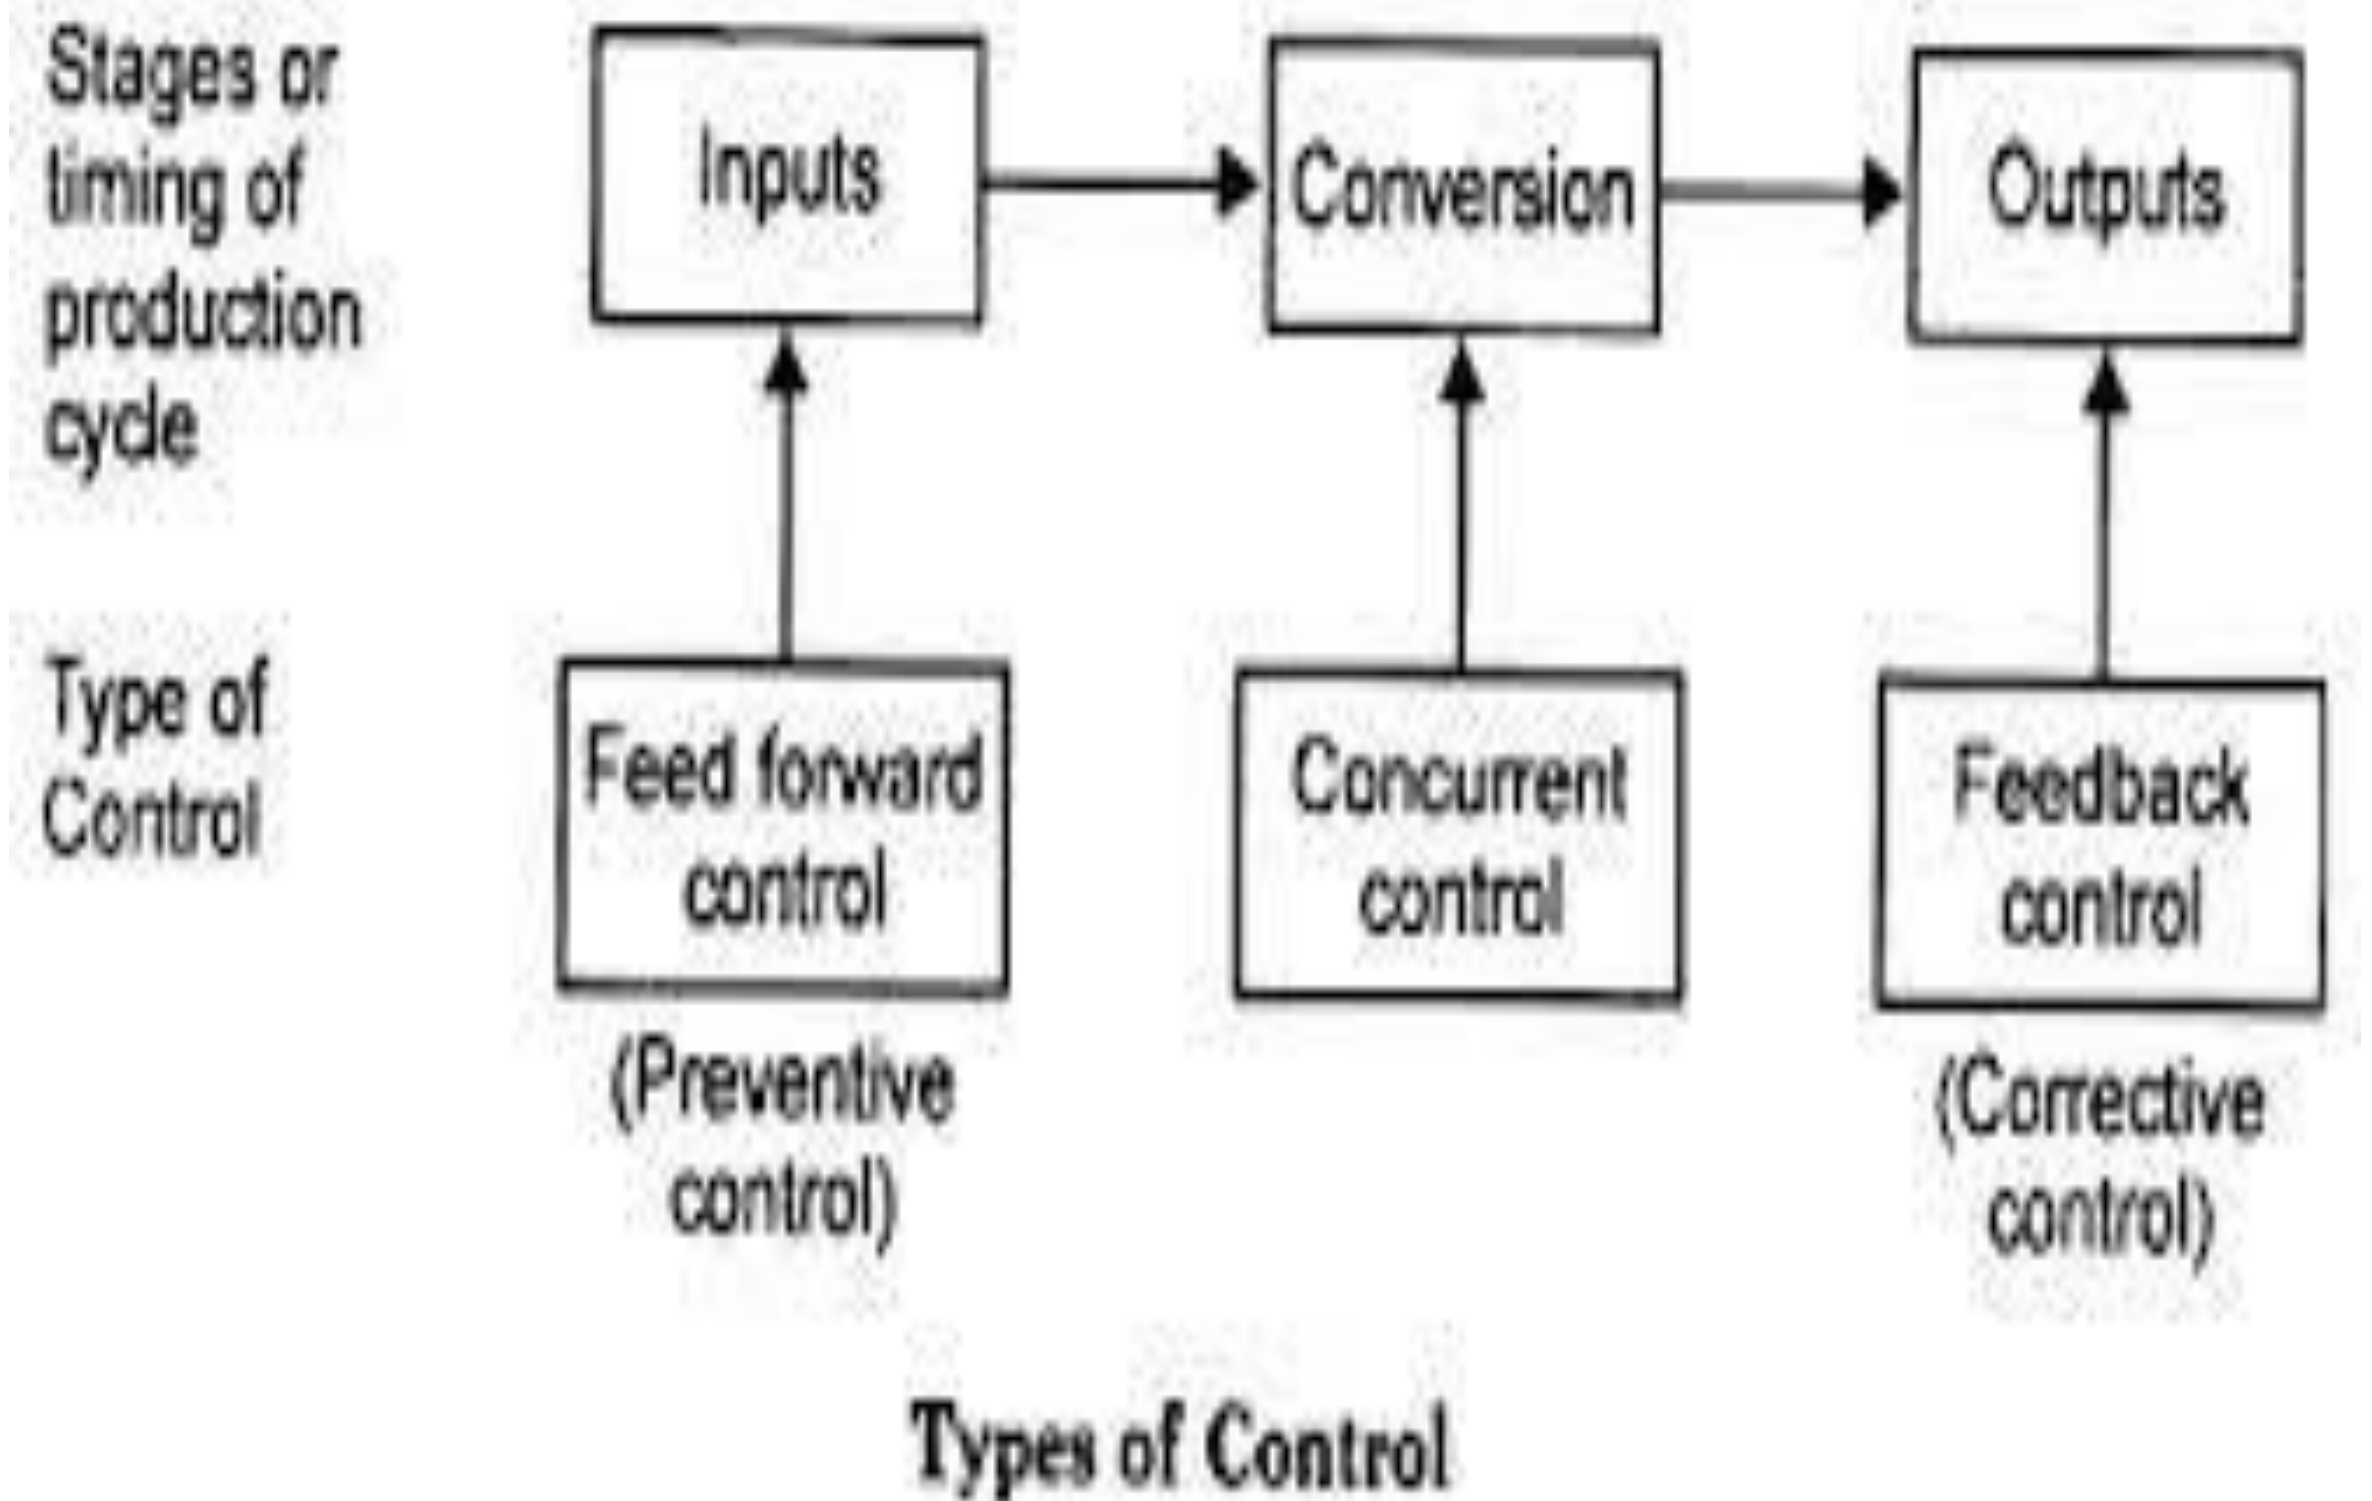 Stages or
timing of
production
cycle
Inputs
Conversion
Outputs
Type of
Control
Feed forward
control
Concurrent
control
Feedback
control
(Preventive
control)
(Corrective
control)
Types of Control